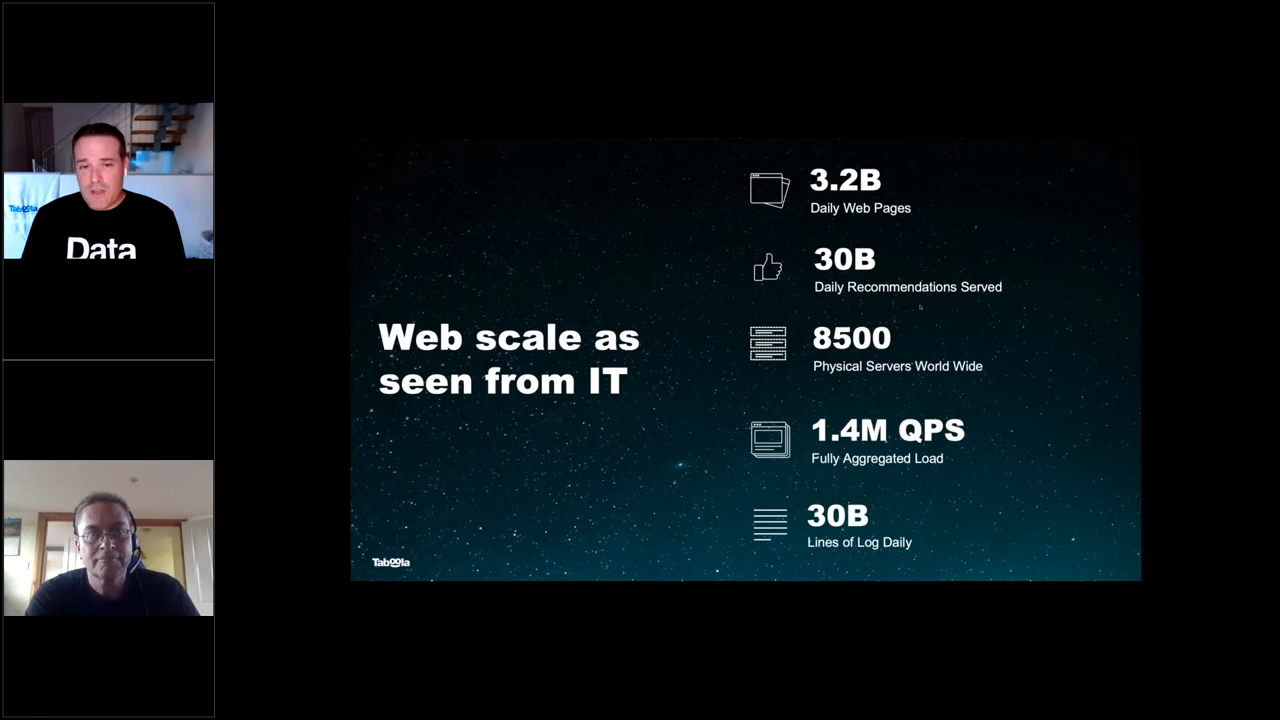 Taboola
Data
Web scale as
seen from IT
3.2B
Daily Web Pages
30B
Daily Recommendations Served
8500
Physical Servers World Wide
1.4M QPS
Fully Aggregated Load
30B
Lines of Log Daily
Taboola